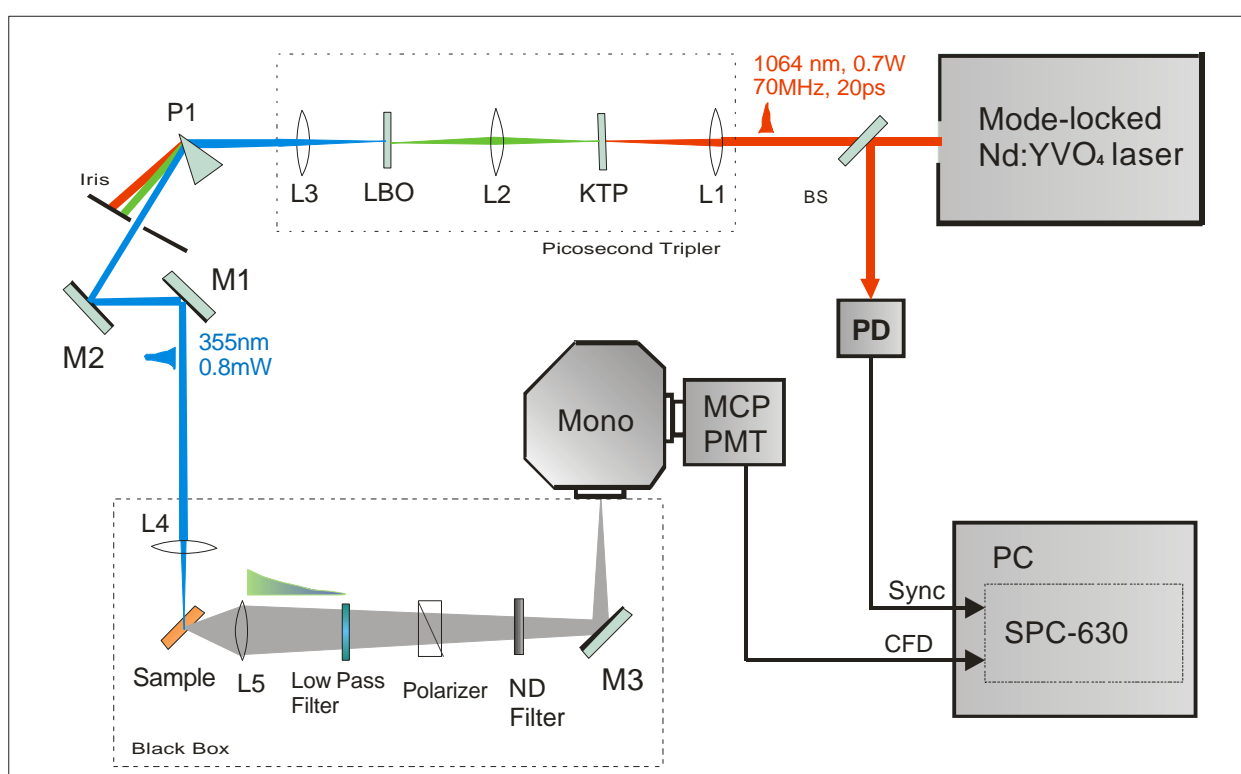 1064 nm, 0.7W
70MHz, 20ps
Mode-locked
Nd:YVO₄ laser
P1
Iris
L3
LBO
L2
KTP
L1
BS
Picosecond Tripler
M1
M2
355nm
0.8mW
PD
Mono
MCP
PMT
L4
PC
Sync
SPC-630
CFD
Sample
L5
Low Pass
Filter
Polarizer
ND
Filter
M3
Black Box